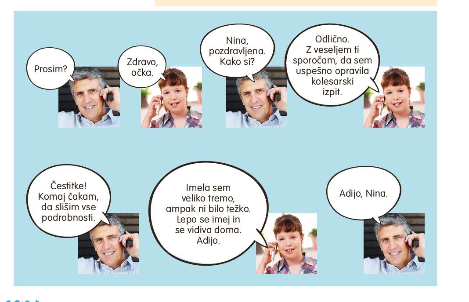 Prosim?
Zdravo,
očka.
Nina,
pozdravljena.
Kako si?
Odlično.
Z veseljem ti
sporočam, da sem
uspešno opravila
kolesarski
izpit.
Čestitke!
Komaj čakam,
da slišim vse
podrobnosti.
Imela sem
veliko tremo,
ampak ni bilo težko.
Lepo se imej in
se vidiva doma.
Adijo.
Adijo, Nina.